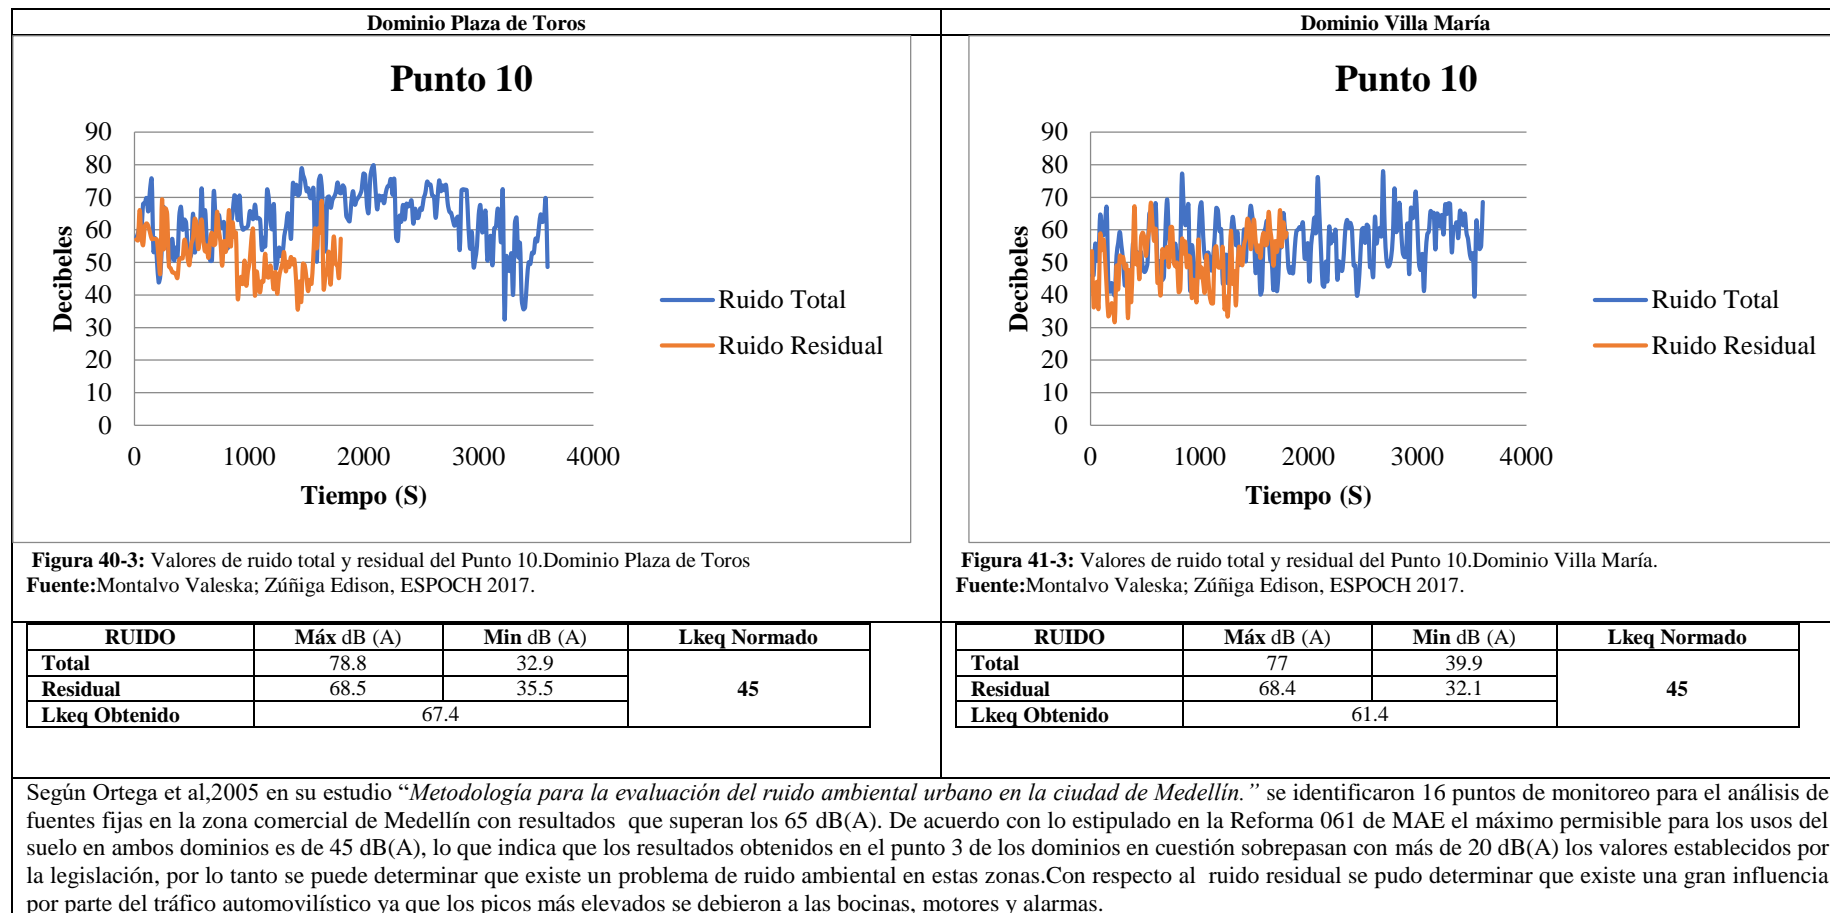 Dominio Plaza de Toros
Punto 10
90
80
70
60
50
40
30
20
10
0
Decibeles
0 1000 2000 3000 4000
Tiempo (S)
Ruido Total
Ruido Residual
Figura 40-3: Valores de ruido total y residual del Punto 10.Dominio Plaza de Toros
Fuente:Montalvo Valeska; Zúñiga Edison, ESPOCH 2017.
RUIDO Máx dB (A) Min dB (A) Lkeq Normado
Total 78.8 32.9
Residual 68.5 35.5 45
Lkeq Obtenido 67.4
Dominio Villa María
Punto 10
90
80
70
60
50
40
30
20
10
0
Decibeles
0 1000 2000 3000 4000
Tiempo (S)
Ruido Total
Ruido Residual
Figura 41-3: Valores de ruido total y residual del Punto 10.Dominio Villa María.
Fuente:Montalvo Valeska; Zúñiga Edison, ESPOCH 2017.
RUIDO Máx dB (A) Min dB (A) Lkeq Normado
Total 77 39.9
Residual 68.4 32.1 45
Lkeq Obtenido 61.4
Según Ortega et al,2005 en su estudio “Metodología para la evaluación del ruido ambiental urbano en la ciudad de Medellín.” se identificaron 16 puntos de monitoreo para el análisis de
fuentes fijas en la zona comercial de Medellín con resultados que superan los 65 dB(A). De acuerdo con lo estipulado en la Reforma 061 de MAE el máximo permisible para los usos del
suelo en ambos dominios es de 45 dB(A), lo que indica que los resultados obtenidos en el punto 3 de los dominios en cuestión sobrepasan con más de 20 dB(A) los valores establecidos por
la legislación, por lo tanto se puede determinar que existe un problema de ruido ambiental en estas zonas.Con respecto al ruido residual se pudo determinar que existe una gran influencia
por parte del tráfico automovilístico ya que los picos más elevados se debieron a las bocinas, motores y alarmas.